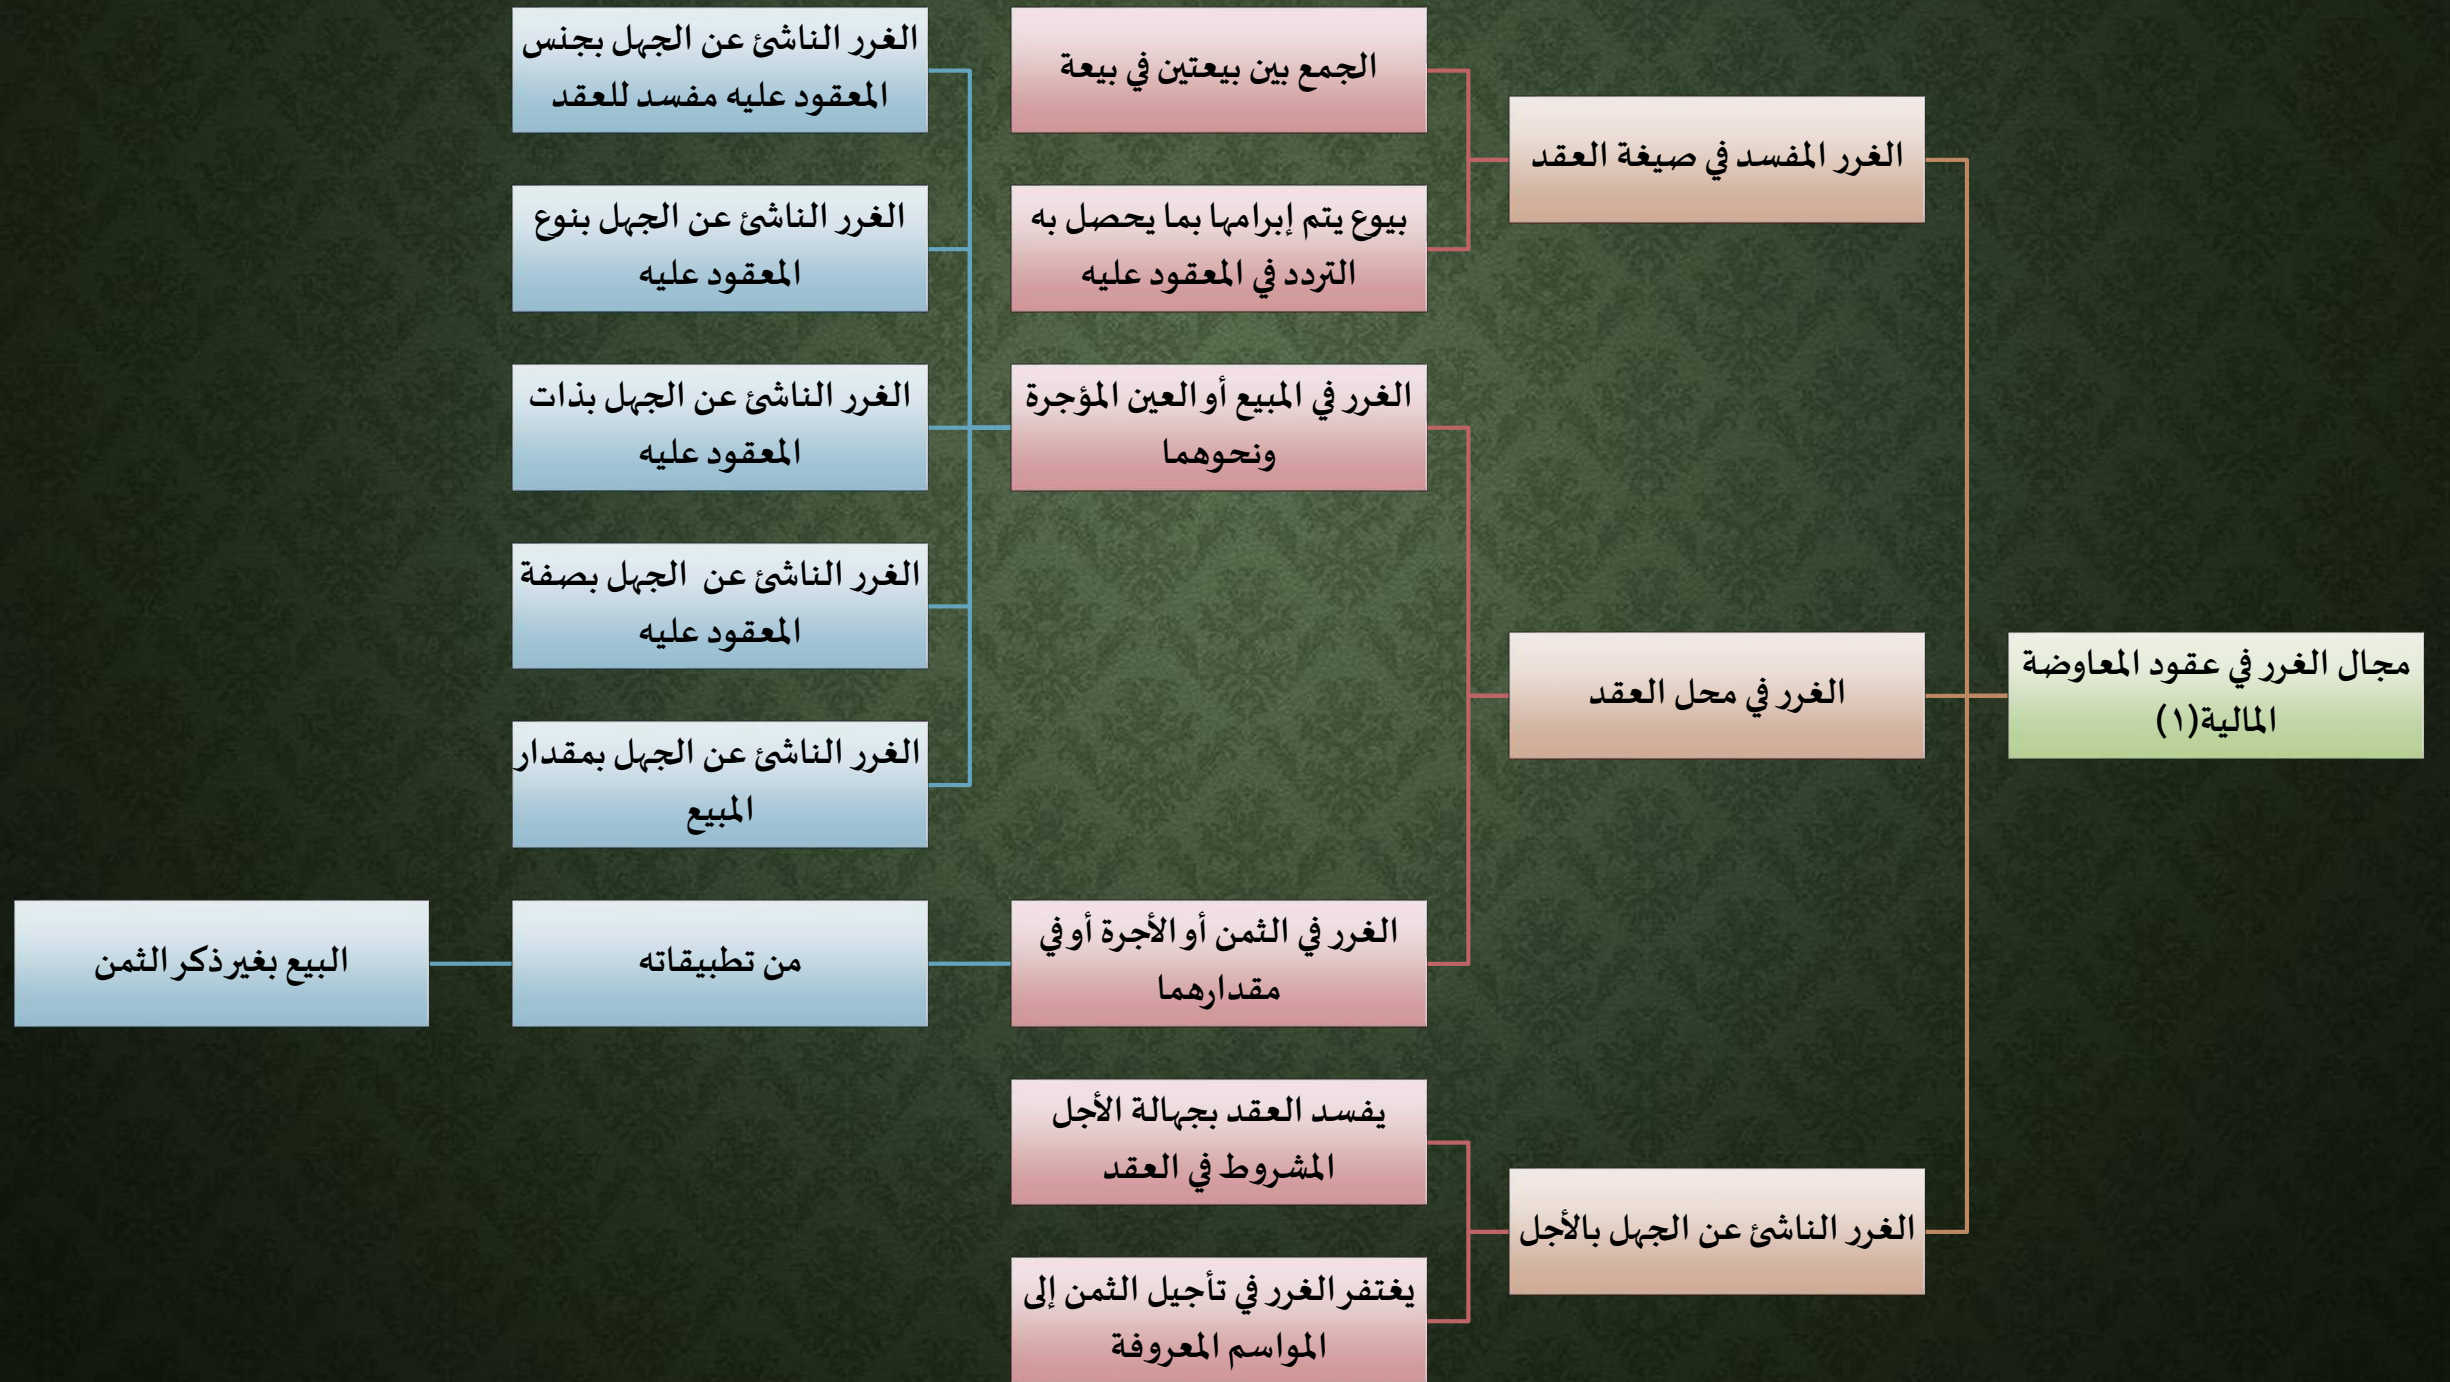 مجال الغرر في عقود المعاوضة
المالية(١)
الغرر المفسد في صيغة العقد
الجمع بين بيعتين في بيعة
بيوع يتم إبرامها بما يحصل به
التردد في المعقود عليه
الغرر في محل العقد
الغرر في المبيع أو العين المؤجرة
ونحوهما
الغرر الناشئ عن الجهل بجنس
المعقود عليه مفسد للعقد
الغرر الناشئ عن الجهل بنوع
المعقود عليه
الغرر الناشئ عن الجهل بذات
المعقود عليه
الغرر الناشئ عن الجهل بصفة
المعقود عليه
الغرر الناشئ عن الجهل بمقدار
المبيع
الغرر في الثمن أو الأجرة أو في
مقدارهما
من تطبيقاته
البيع بغير ذكر الثمن
الغرر الناشئ عن الجهل بالأجل
يفسد العقد بجهالة الأجل
المشروط في العقد
يغتفر الغرر في تأجيل الثمن إلى
المواسم المعروفة